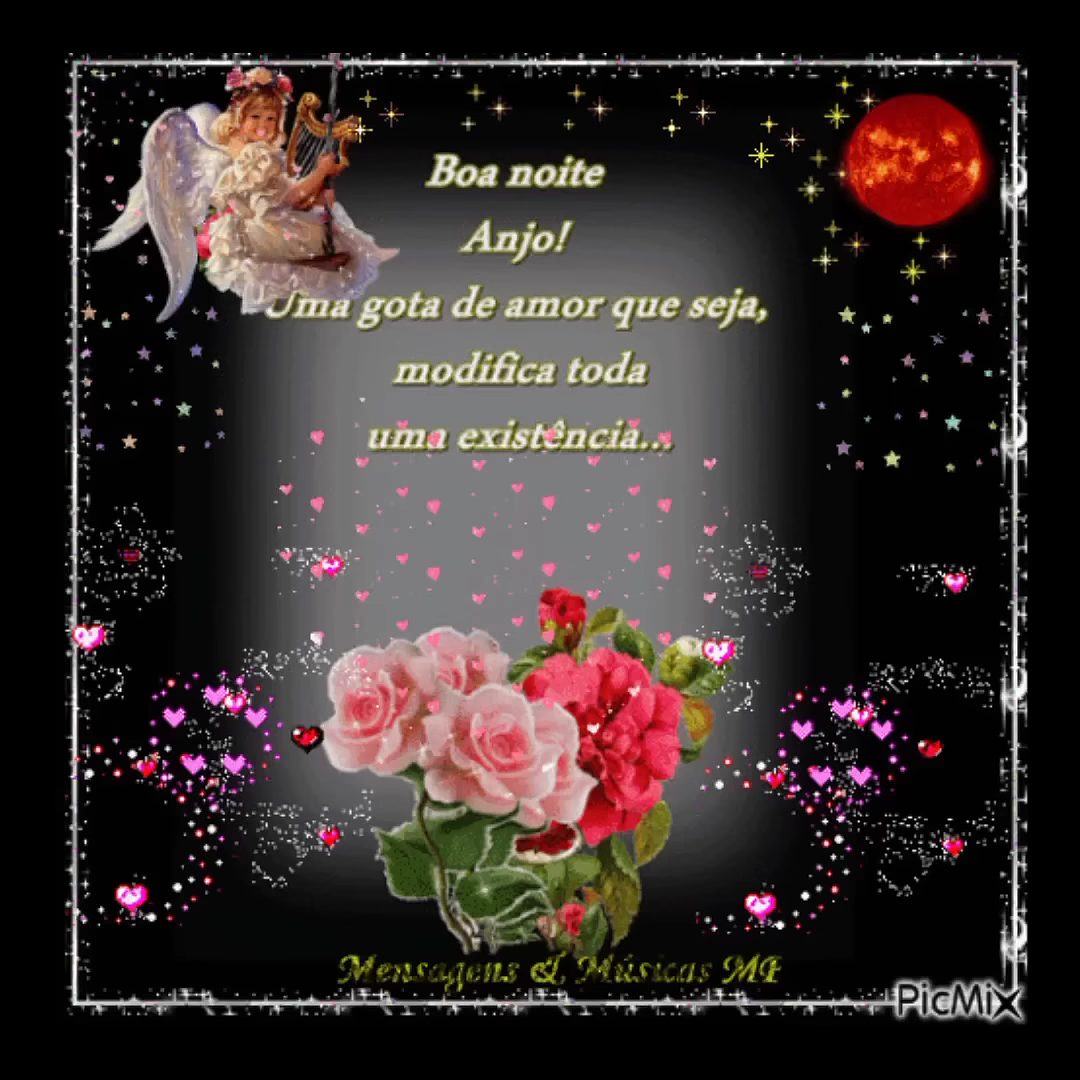 Boa noite
Anjo!
Uma gota de amor que seja,
modifica toda
uma existência...
Mensagens & Músicas MF
PicMix